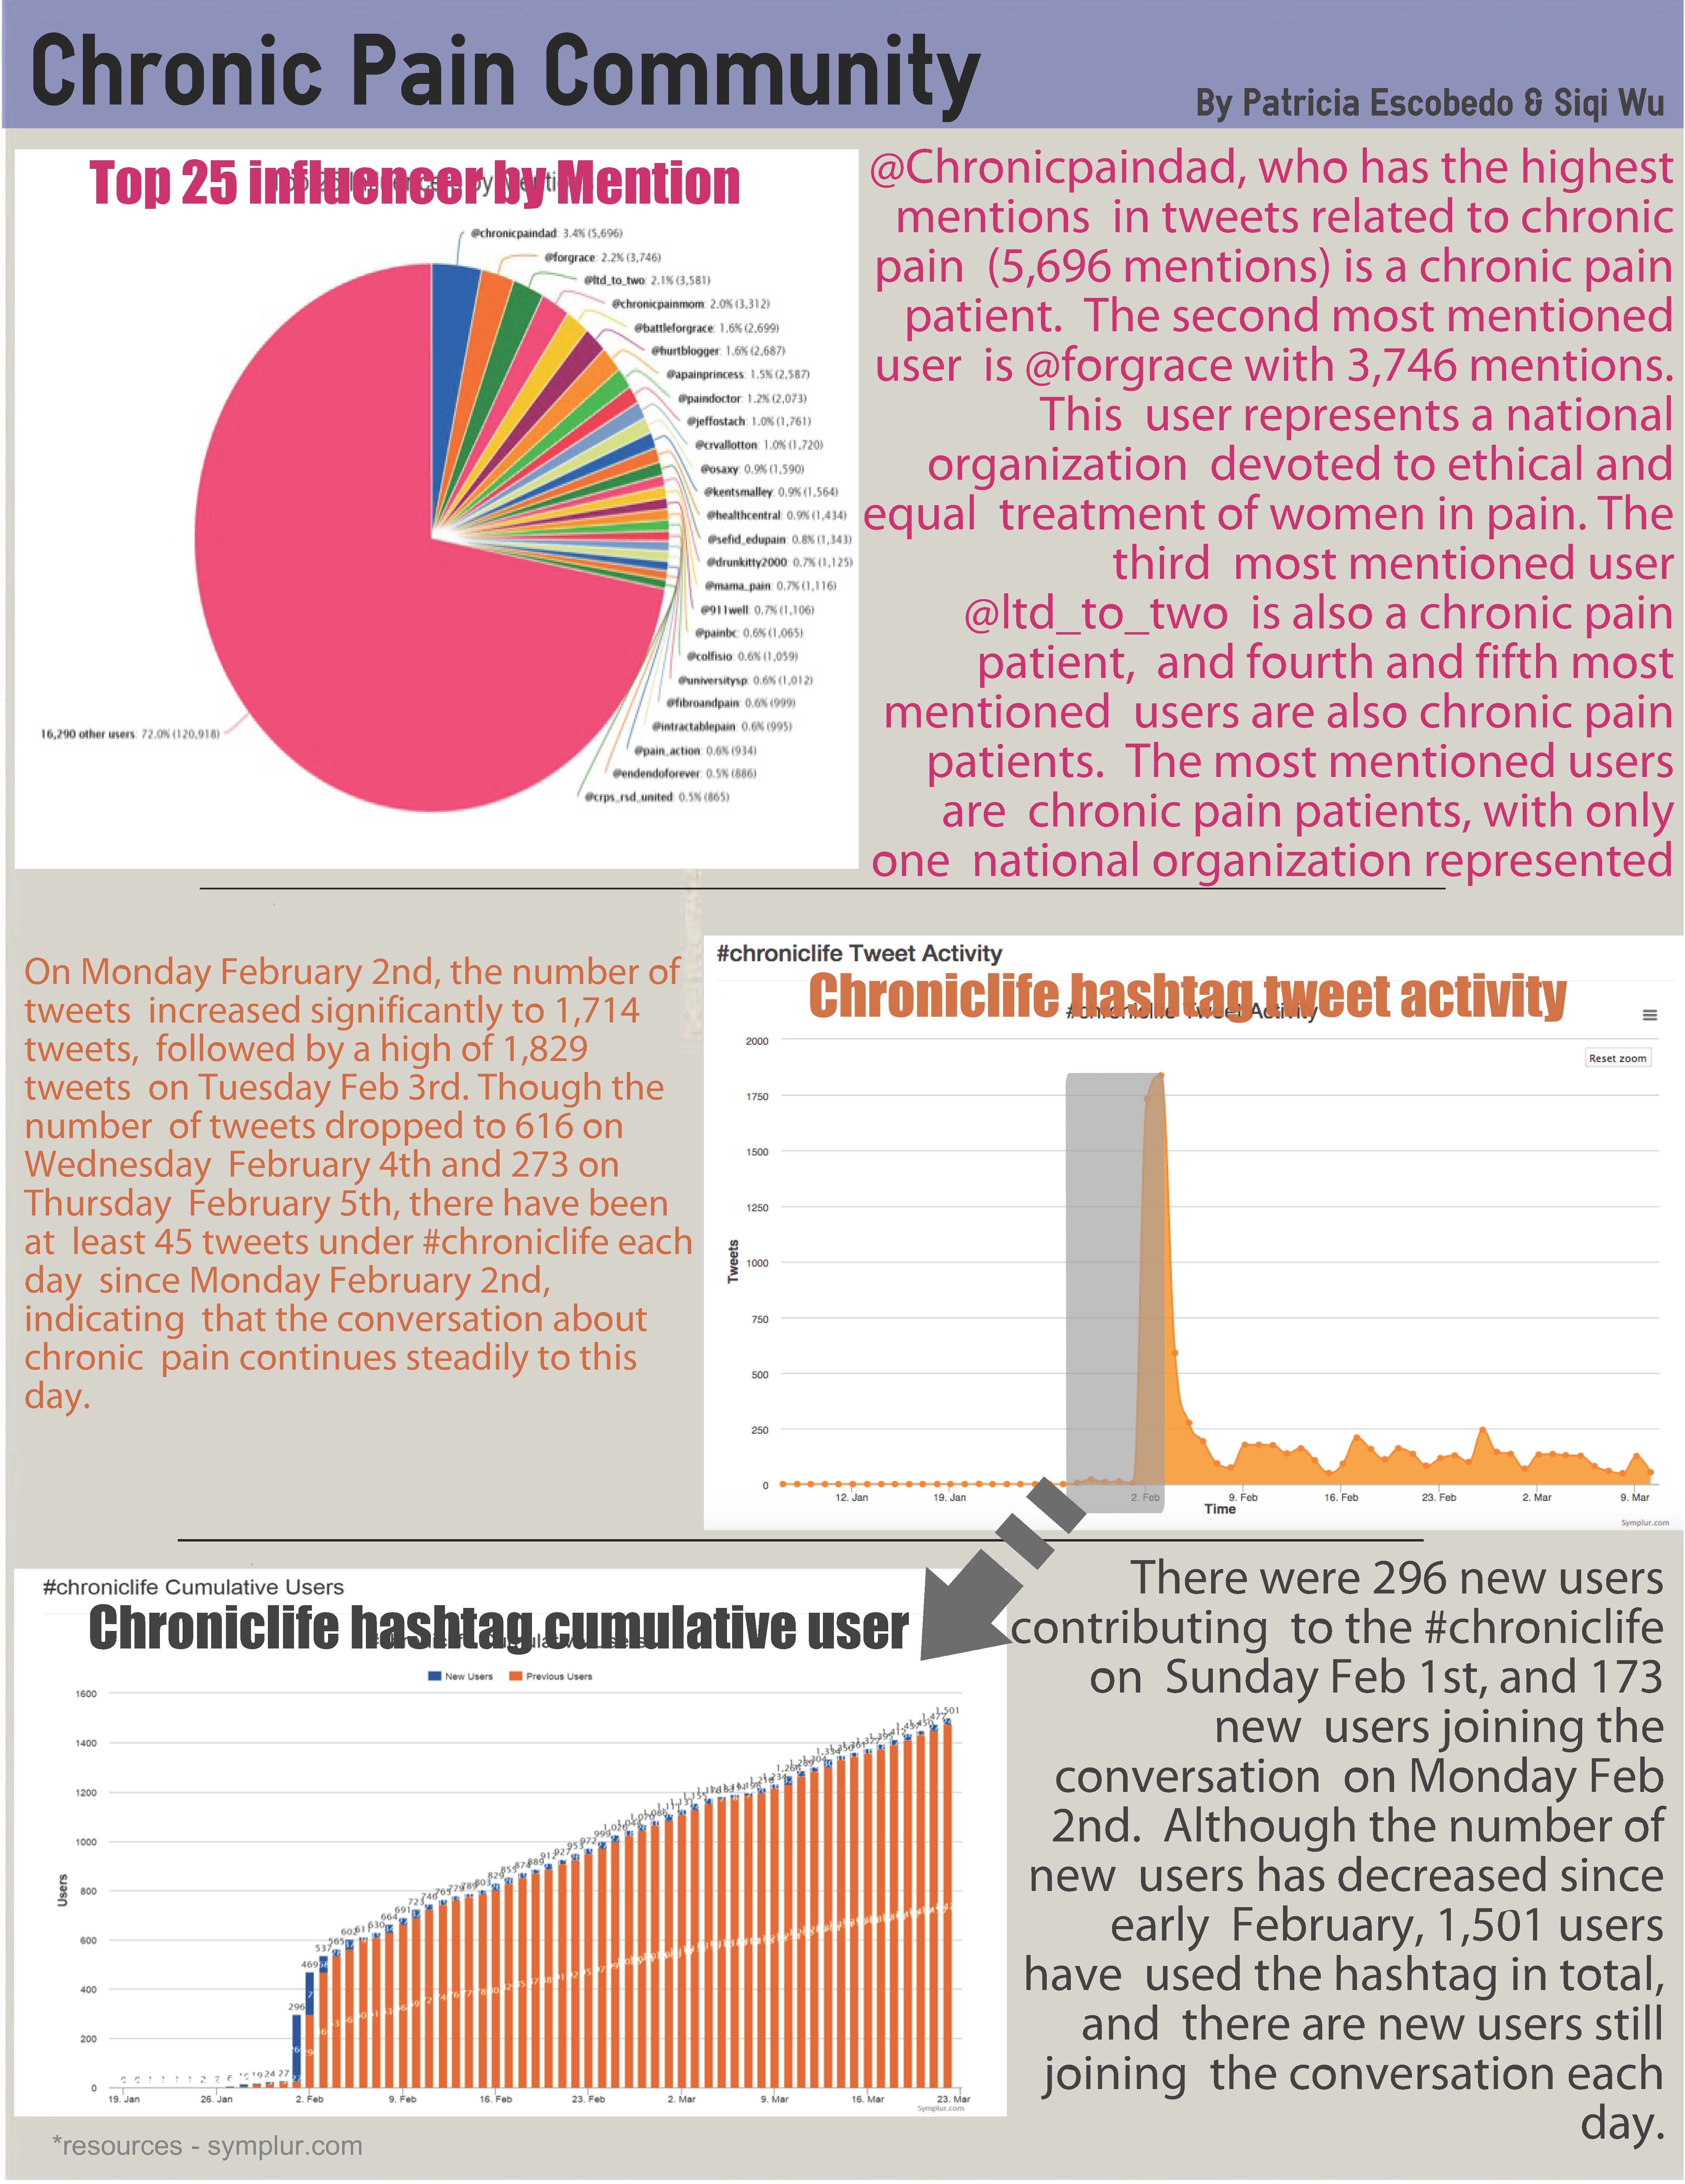 Chronic Pain Community
By Patricia Escobedo & Siqi Wu
Top 25 influencer by Mention
@chronicpaindad: 3.4% (5,696)
@forgrace: 2.2% (3,746)
@ltd_to_two: 2.1% (3,581)
@chronicpainmom: 2.0% (3,312)
@battleforgrace: 1.6% (2,699)
@hurtblogger: 1.6% (2,687)
@apainprincess: 1.5% (2,587)
@paindoctor: 1.2% (2,073)
@jeffostach: 1.0% (1,761)
@crvallotton: 1.0% (1,720)
@osaxy: 0.9% (1,590)
@kentsmalley: 0.9% (1,564)
@healthcentral: 0.9% (1,434)
@sefid_edupain: 0.8% (1,343)
@drunkitty2000: 0.7% (1,125)
@mama_pain: 0.7% (1,116)
@911well: 0.7% (1,106)
@painbc: 0.6% (1,065)
@colfisio: 0.6% (1,059)
@universitysp: 0.6% (1,012)
@fibroandpain: 0.6% (999)
@intractablepain: 0.6% (995)
@pain_action: 0.6% (934)
@endendoforever: 0.5% (886)
@crps_rsd_united: 0.5% (865)
16,290 other users: 72.0% (120,918)
@Chronicpaindad, who has the highest
mentions in tweets related to chronic
pain (5,696 mentions) is a chronic pain
patient. The second most mentioned
user is @forgrace with 3,746 mentions.
This user represents a national
organization devoted to ethical and
equal treatment of women in pain. The
third most mentioned user
@ltd_to_two is also a chronic pain
patient, and fourth and fifth most
mentioned users are also chronic pain
patients. The most mentioned users
are chronic pain patients, with only
one national organization represented
On Monday February 2nd, the number of
tweets increased significantly to 1,714
tweets, followed by a high of 1,829
tweets on Tuesday Feb 3rd. Though the
number of tweets dropped to 616 on
Wednesday February 4th and 273 on
Thursday February 5th, there have been
at least 45 tweets under #chroniclife each
day since Monday February 2nd,
indicating that the conversation about
chronic pain continues steadily to this
day.
#chroniclife Tweet Activity
Chroniclife hashtag tweet activity
#chroniclife Tweet Activity
Reset zoom
2000
1750
1500
1250
1000
750
500
250
0
Tweets
12. Jan 19. Jan 2. Feb 9. Feb 16. Feb 23. Feb 2. Mar 9. Mar
Time
Symplur.com
#chroniclife Cumulative Users
Chroniclife hashtag cumulative user
New Users Previous Users
1600
1400
1200
1000
800
600
400
200
0
Users
296
469
537
565
602
611
630
664
691
723
746
765
779
789
803
829
855
874
889
912
927
953
972
999
1,501
19. Jan 26. Jan 2. Feb 9. Feb 16. Feb 23. Feb 2. Mar 9. Mar 16. Mar 23. Mar
Symplur.com
There were 296 new users
contributing to the #chroniclife
on Sunday Feb 1st, and 173
new users joining the
conversation on Monday Feb
2nd. Although the number of
new users has decreased since
early February, 1,501 users
have used the hashtag in total,
and there are new users still
joining the conversation each
day.
*resources - symplur.com